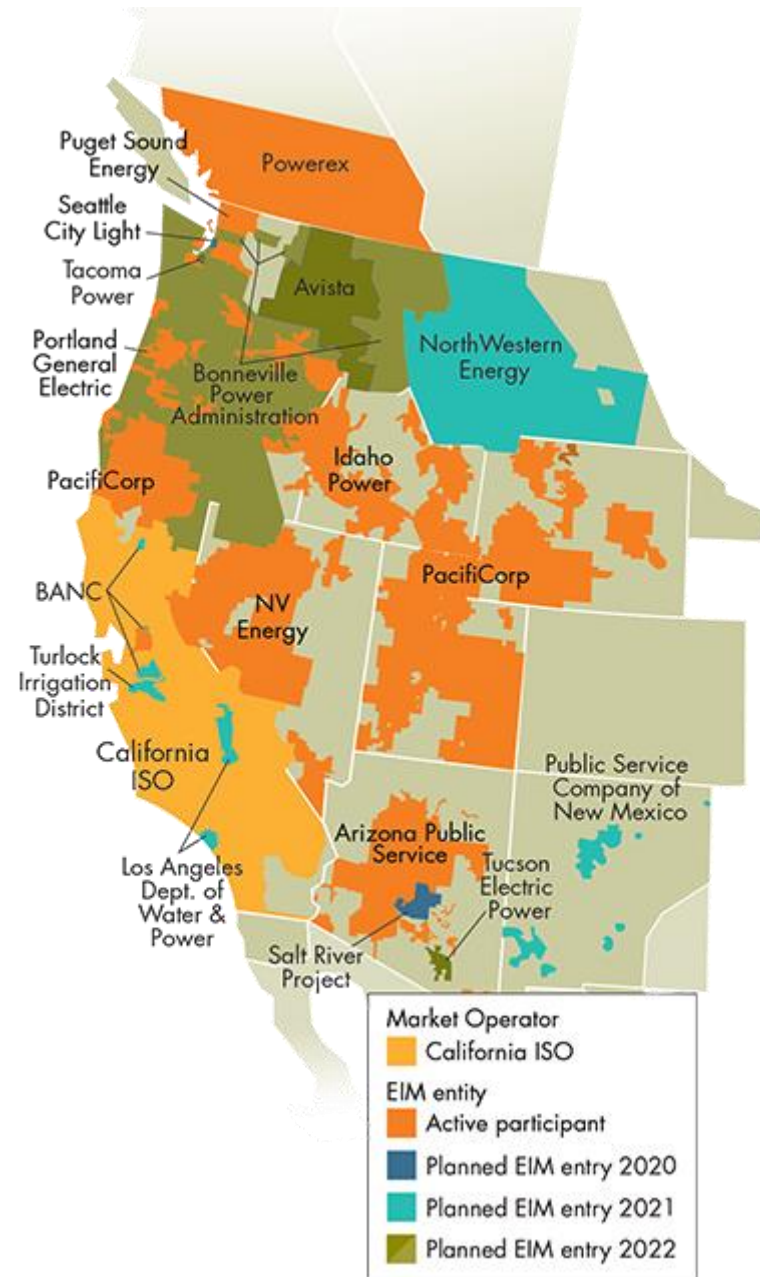 Puget Sound
Energy
Powerex
Seattle
City Light
Tacoma
Power
Avista
Portland
General
Electric
NorthWestern
Energy
Bonneville
Power
Administration
PacifiCorp
Idaho
Power
PacifiCorp
BANC
NV
Energy
Turlock
Irrigation
District
California
ISO
Public Service
Company of
New Mexico
Arizona Public
Service
Tucson
Electric
Power
Los Angeles
Dept. of
Water &
Power
Salt River
Project
Market Operator
California ISO
EIM entity
Active participant
Planned EIM entry 2020
Planned EIM entry 2021
Planned EIM entry 2022